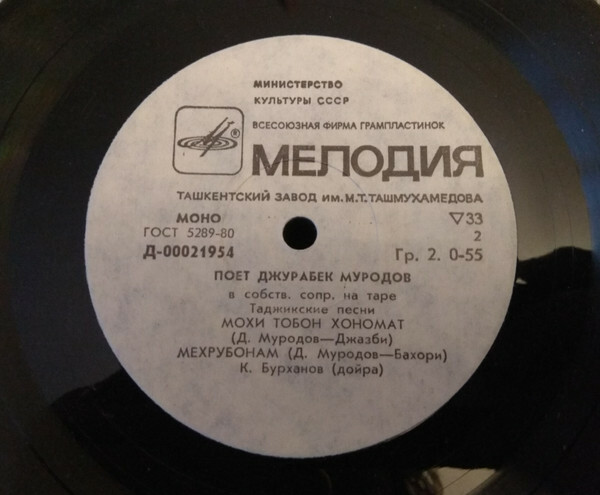 МИНИСТЕРСТВО
КУЛЬТУРЫ СССР
ВСЕСОЮЗНАЯ ФИРМА ГРАМПЛАСТИНОК
®
МЕЛОДИЯ
ТАШКЕНТСКИЙ ЗАВОД ИМ. М.Т. ТАШМУХАМЕДОВА
МОНО ▽33
ГОСТ 5289-80 2
Д-00021954 Гр. 2. 0-55
ПОЕТ ДЖУРАБЕК МУРОДОВ
в собств. сопр. на таре
Таджикские песни
МОХИ ТОБОН ХОНОМАТ
(Д. Муродов—Джазби)
МЕХРУБОНАМ (Д. Муродов—Бахори)
К. Бурханов (дойра)